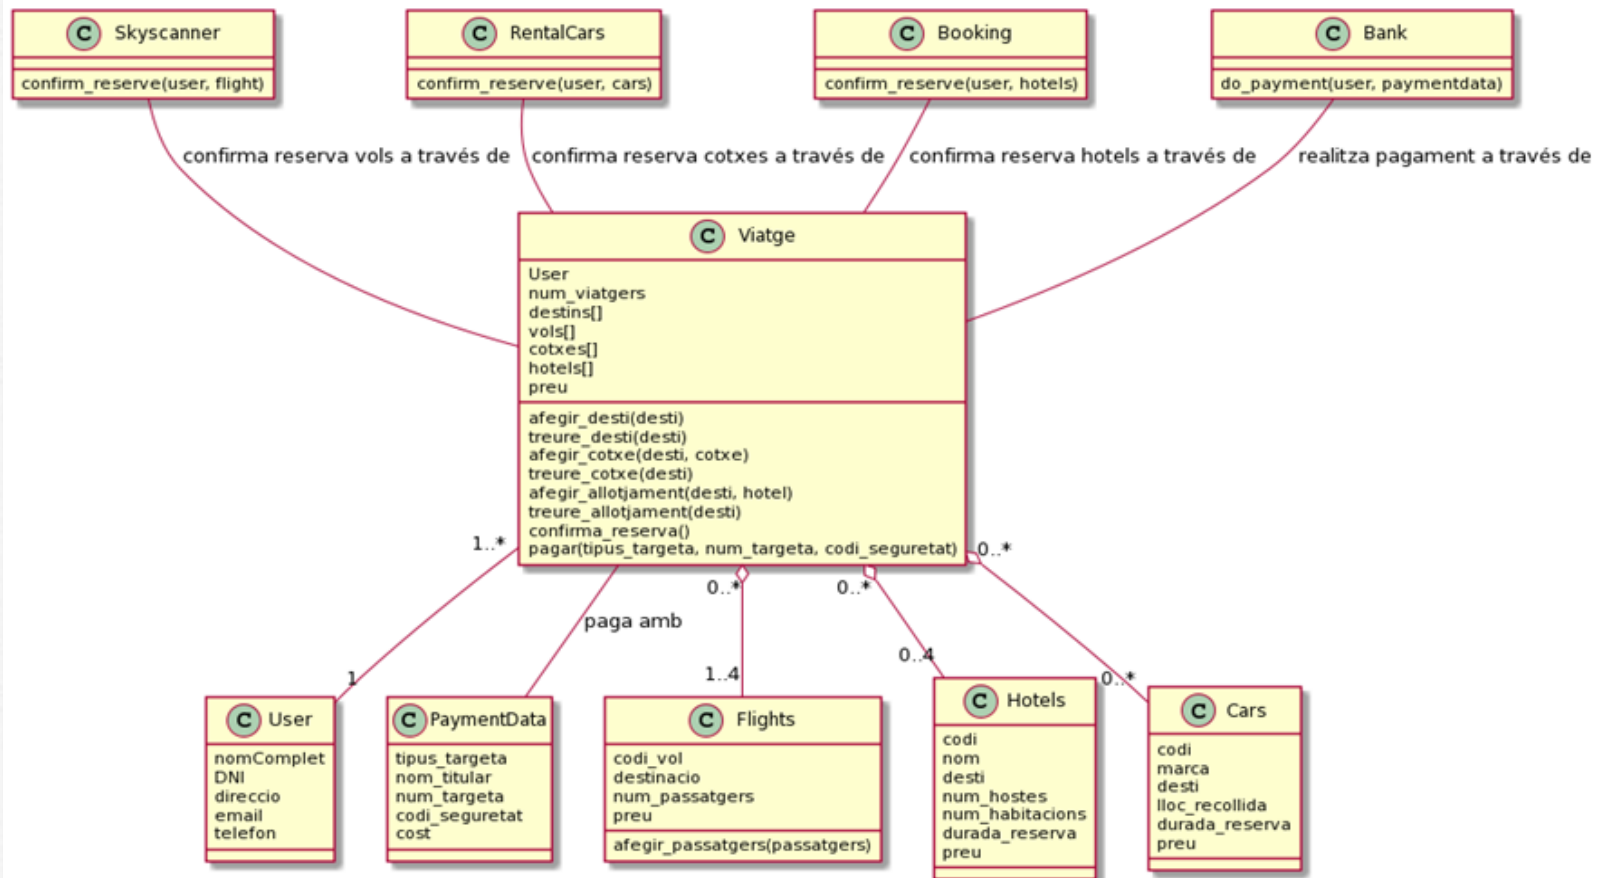 C Skyscanner
confirm_reserve(user, flight)
C RentalCars
confirm_reserve(user, cars)
C Booking
confirm_reserve(user, hotels)
C Bank
do_payment(user, paymentdata)
confirma reserva vols a través de
confirma reserva cotxes a través de
confirma reserva hotels a través de
realitza pagament a través de
C Viatge
User
num_viatgers
destins[]
vols[]
cotxes[]
hotels[]
preu
afegir_desti(desti)
treure_desti(desti)
afegir_cotxe(desti, cotxe)
treure_cotxe(desti)
afegir_allotjament(desti, hotel)
treure_allotjament(desti)
confirma_reserva()
pagar(tipus_targeta, num_targeta, codi_seguretat)
1..*
0..*
0..*
0..*
paga amb
1
1..4
0..4
0..*
C User
nomComplet
DNI
direccio
email
telefon
C PaymentData
tipus_targeta
nom_titular
num_targeta
codi_seguretat
cost
C Flights
codi_vol
destinacio
num_passatgers
preu
afegir_passatgers(passatgers)
C Hotels
codi
nom
desti
num_hostes
num_habitacions
durada_reserva
preu
C Cars
codi
marca
desti
lloc_recollida
durada_reserva
preu